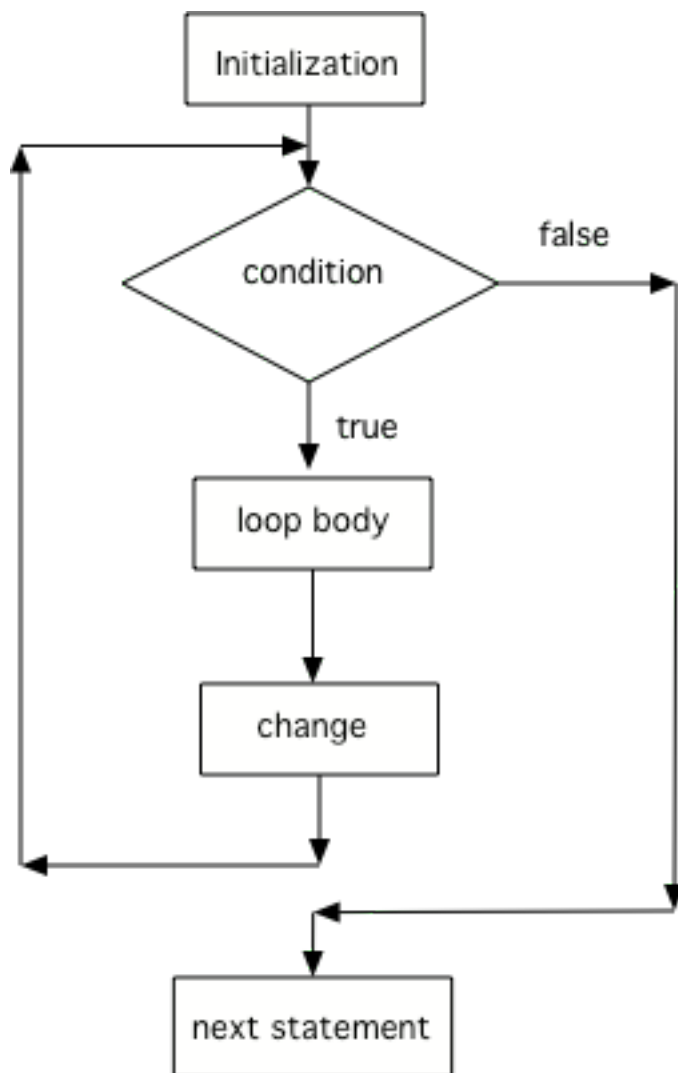 Initialization
condition
false
true
loop body
change
next statement